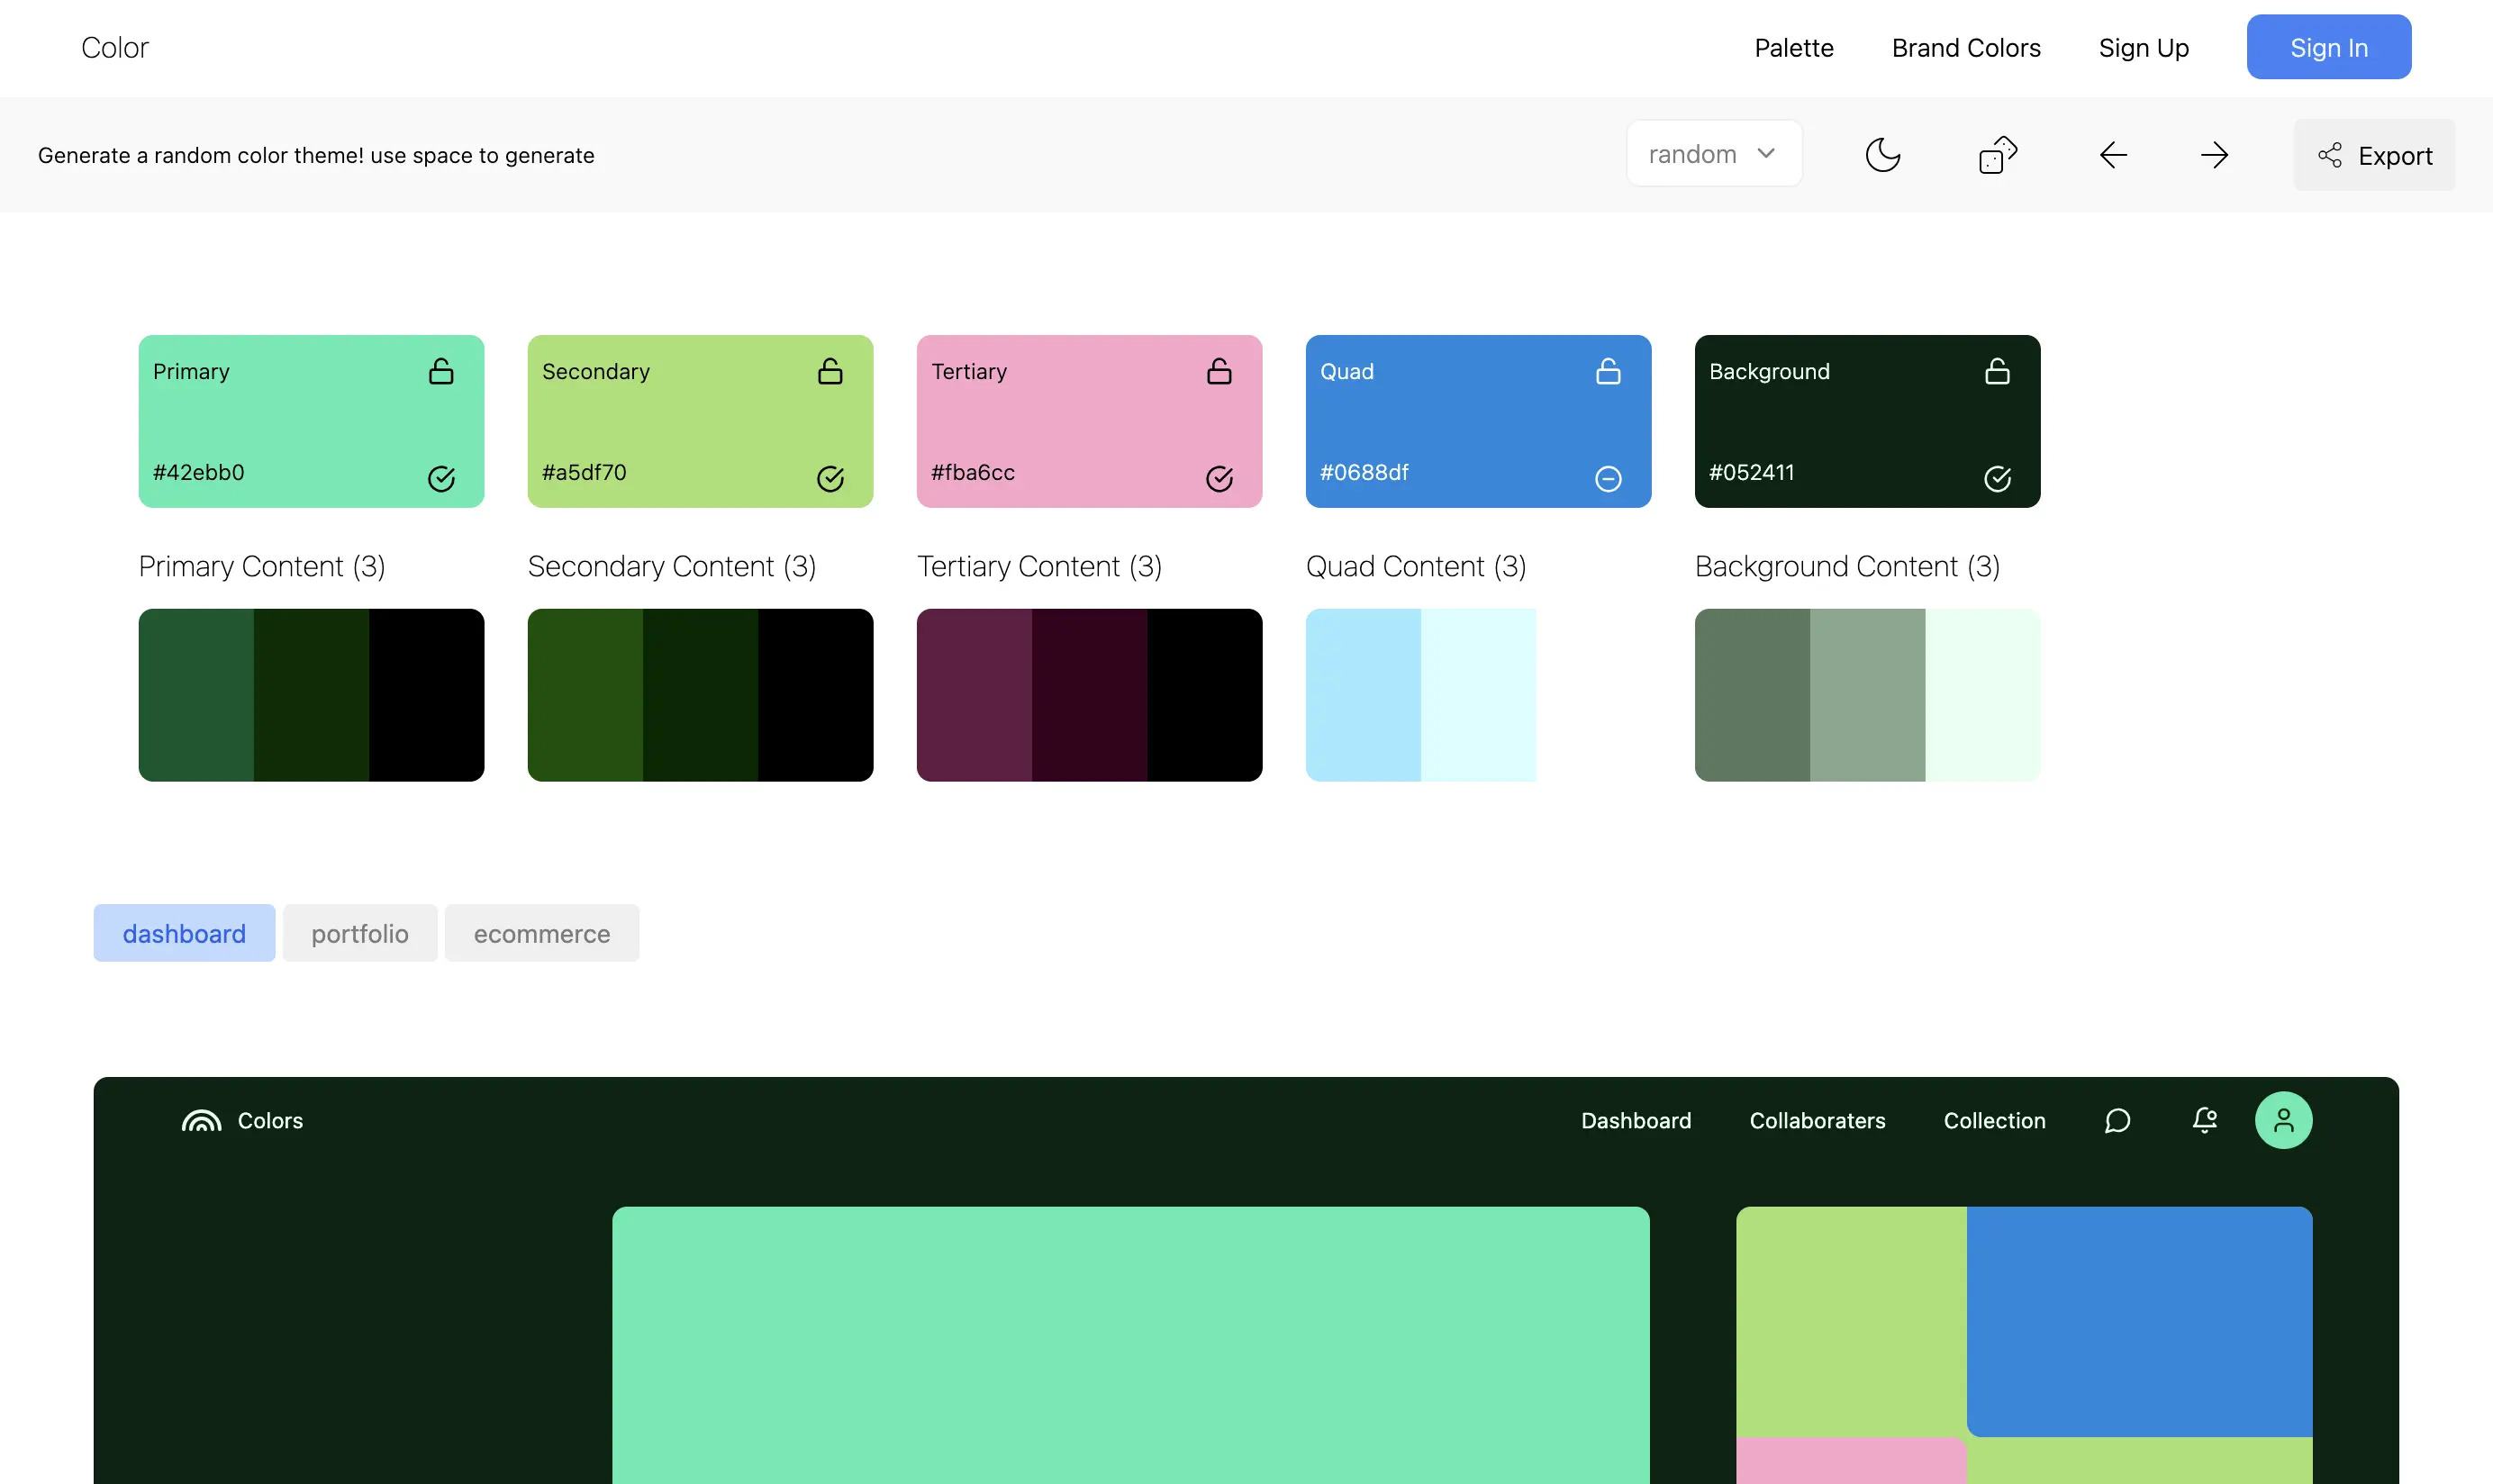 Color
Palette
Brand Colors
Sign Up
Sign In
Generate a random color theme! use space to generate
random
Export
Primary
#42ebb0
Secondary
#a5df70
Tertiary
#fba6cc
Quad
#0688df
Background
#052411
Primary Content (3)
Secondary Content (3)
Tertiary Content (3)
Quad Content (3)
Background Content (3)
dashboard
portfolio
ecommerce
Colors
Dashboard
Collaboraters
Collection